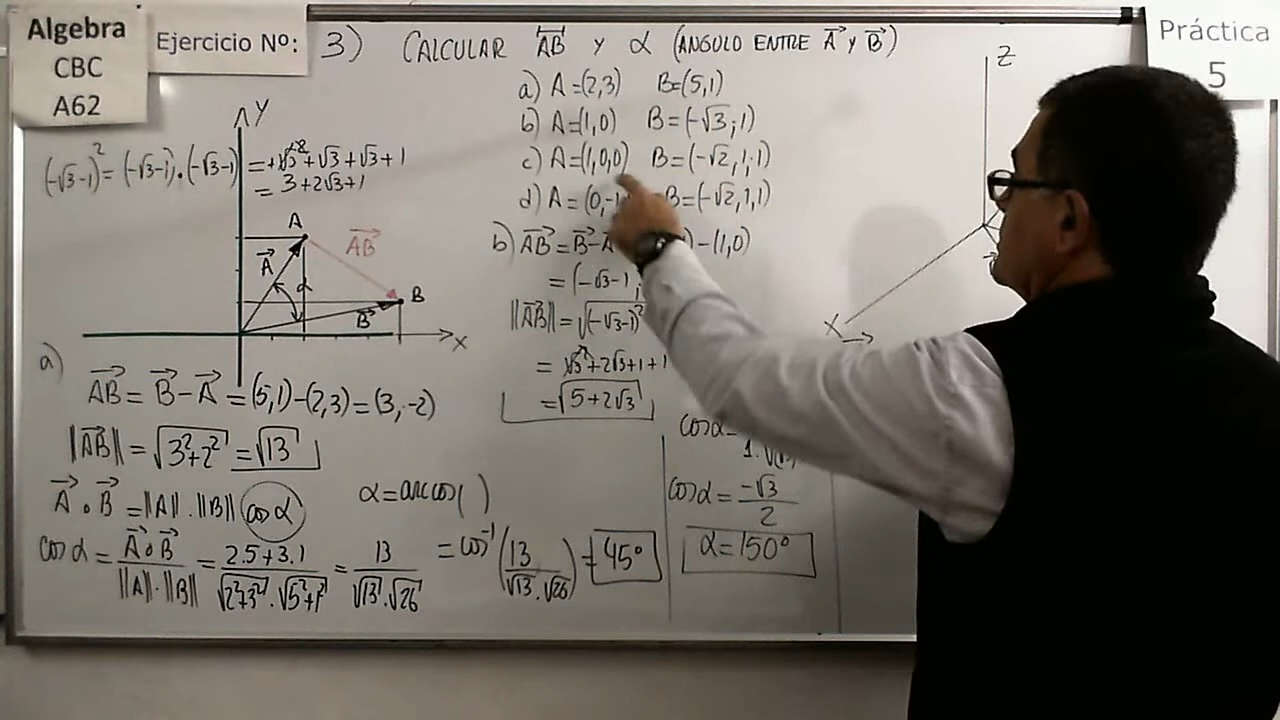 Algebra
CBC
A62
Ejercicio Nº:
3) CALCULAR AB y α (ANGULO ENTRE A y B)
Práctica
5
a) A=(2,3) B=(5,1)
b) A=(1,0) B=(-√3,1)
c) A=(1,0,0) B=(-√2,1,1)
d) A=(0,-1 B=(-√2,1,1)
(-√3-1)² = (-√3-1).(-√3-1) = +√3² + √3 + √3 + 1
= 3+2√3+1
Y
A
AB
A
α
B
B
X
a)
AB = B - A = (5,1)-(2,3)=(3,-2)
||AB|| = √(3²+2²) = √13
A • B = ||A|| . ||B|| cos α
α = arccos( )
cos α = A • B / ||A||.||B|| = 2.5+3.1 / √(2²+3²) . √(5²+1²) = 13 / √13 . √26 = cos⁻¹(13 / √13 . √26) = 45°
b) AB = B - A ) - (1,0)
= (-√3-1,
||AB|| = √(-√3-1)²
= √3² + 2√3+1+1
= √(5+2√3)
cos α =
cos α = -√3 / 2
α = 150°
Z
X